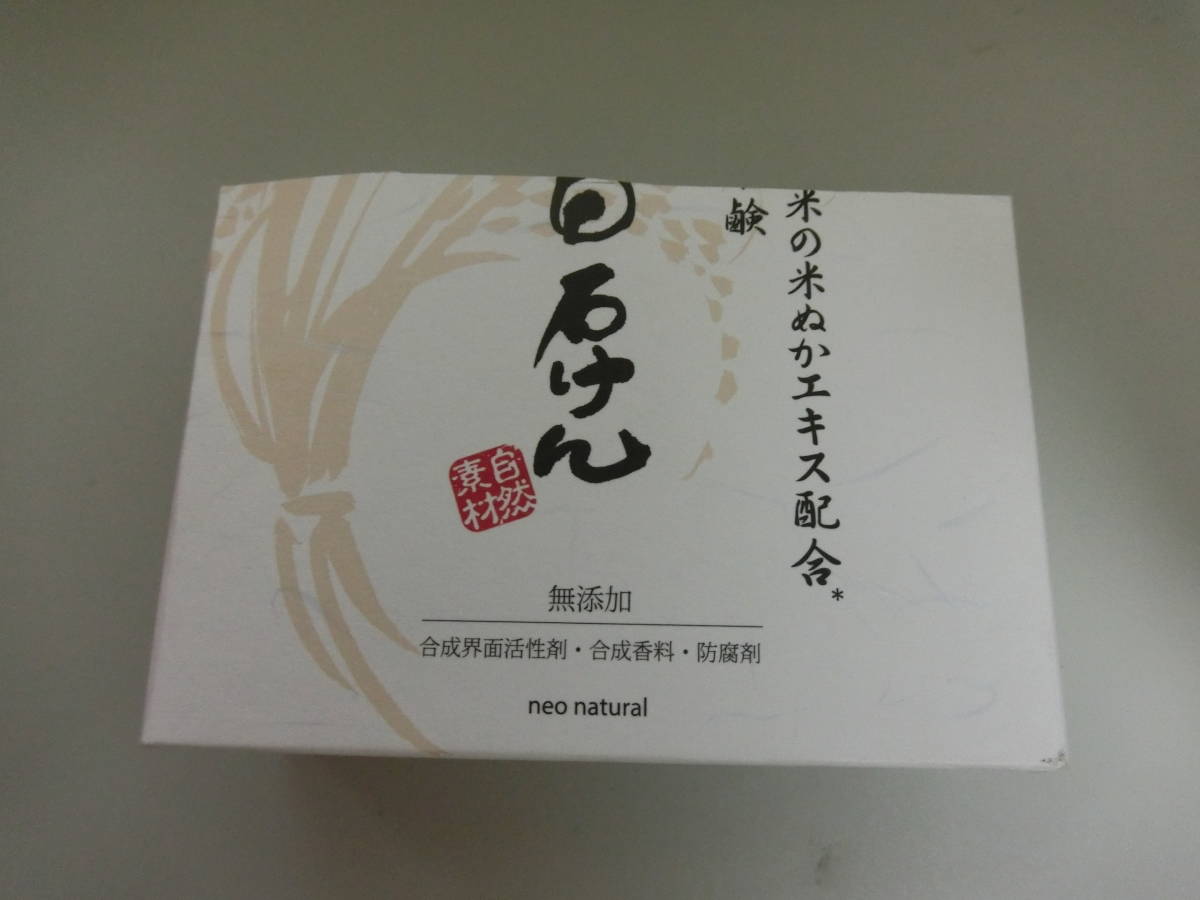 米の米ぬかエキス配合*
鹸
石けん
自然
素材
無添加
合成界面活性剤・合成香料・防腐剤
neo natural